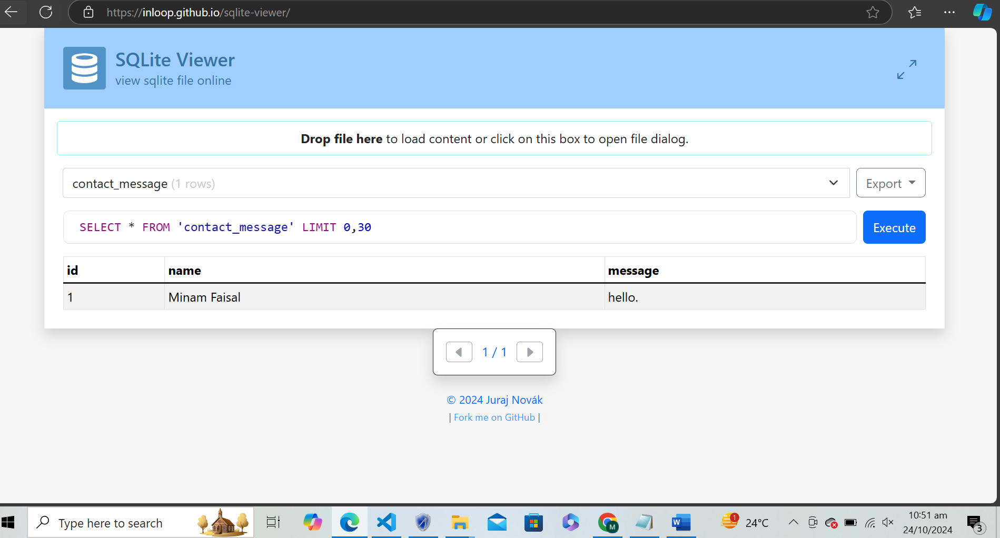 https://inloop.github.io/sqlite-viewer/
SQLite Viewer
view sqlite file online
Drop file here to load content or click on this box to open file dialog.
contact_message (1 rows)
Export
SELECT * FROM 'contact_message' LIMIT 0,30
Execute
id name message
1 Minam Faisal hello.
1 / 1
© 2024 Juraj Novák
| Fork me on GitHub |
Type here to search
M
W
1
24°C
10:51 am
24/10/2024
3